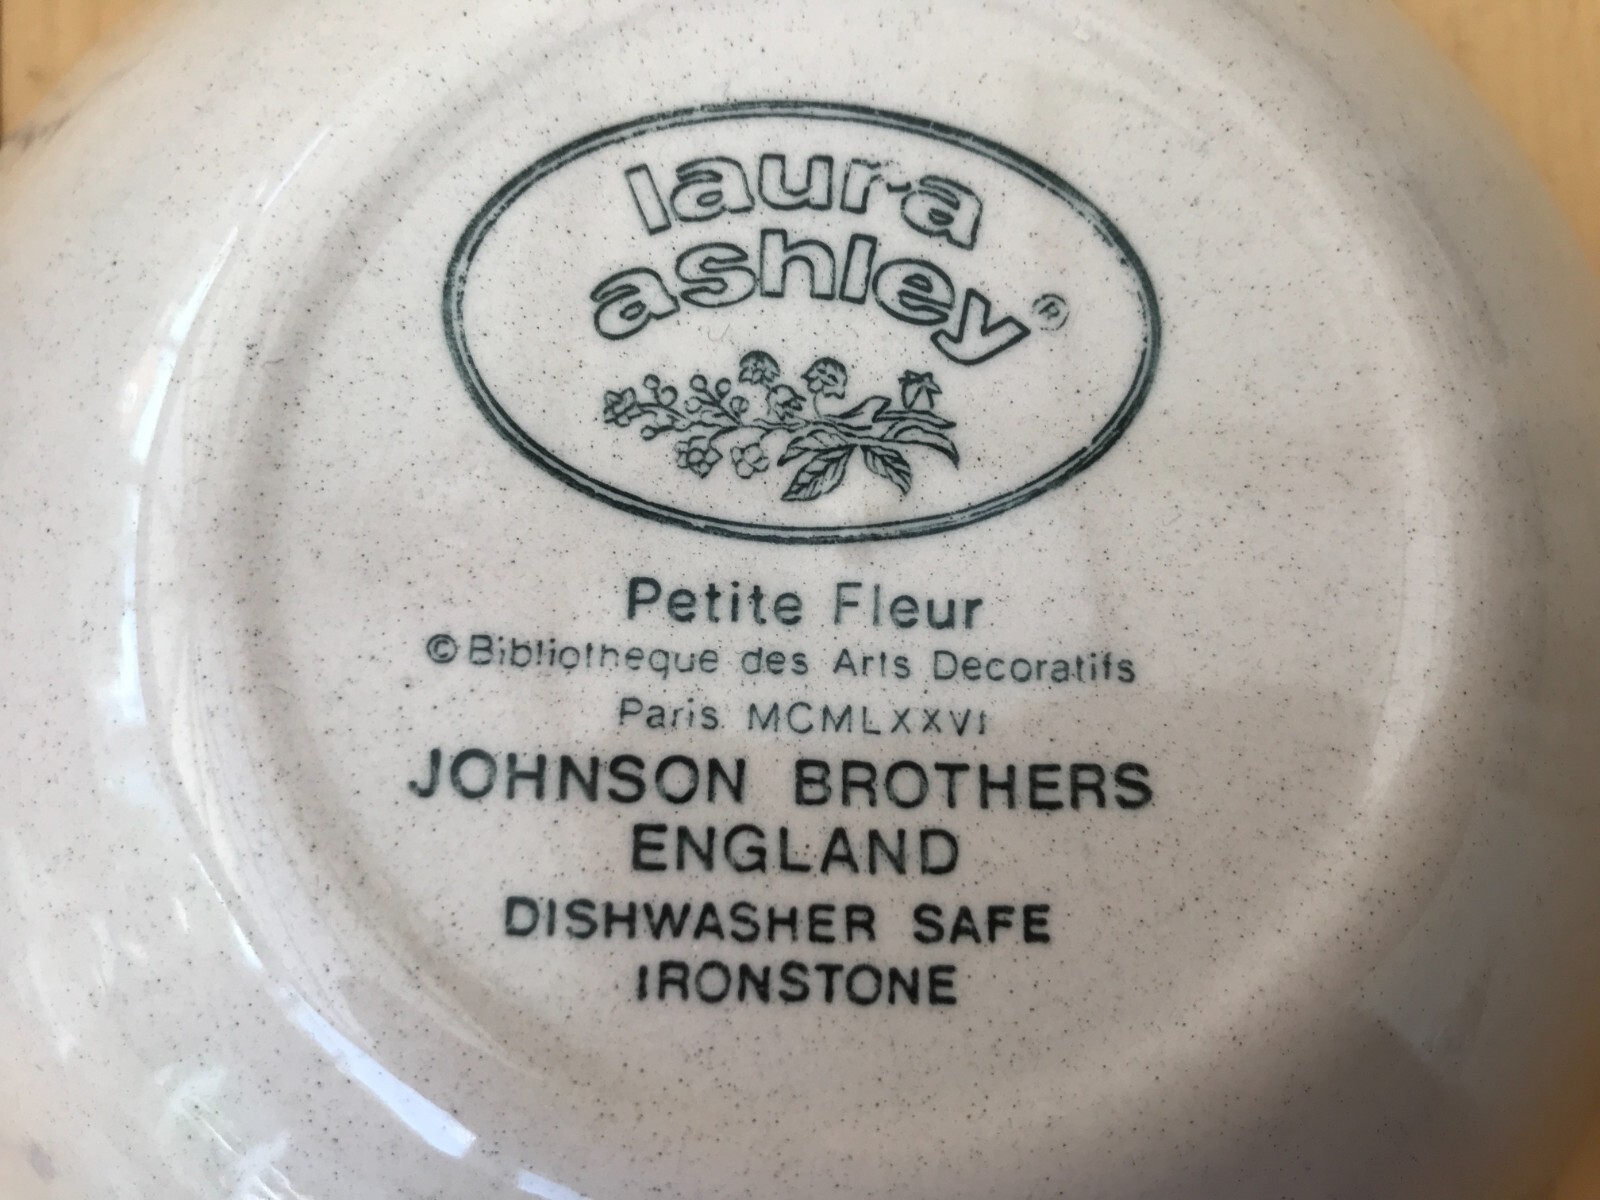 laura
ashley®
Petite Fleur
© Bibliotheque des Arts Decoratifs
Paris. MCMLXXVI
JOHNSON BROTHERS
ENGLAND
DISHWASHER SAFE
IRONSTONE